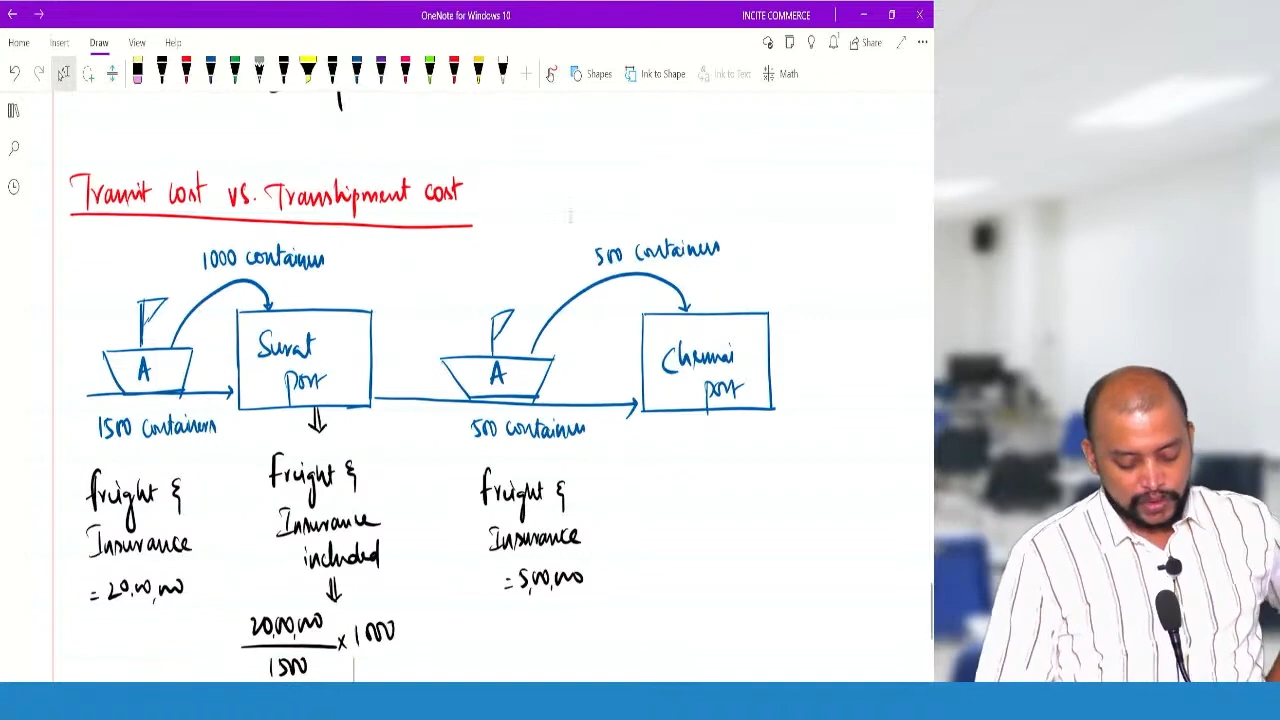 OneNote for Windows 10
INCITE COMMERCE
Home Insert Draw View Help
Share
Shapes Ink to Shape Ink to Text Math
Transit cost vs. Transhipment cost
1000 containers
500 containers
A
Surat
port
A
Chennai
port
1500 containers
500 containers
freight &
Insurance
= 20,00,000
freight &
Insurance
included
freight &
Insurance
= 5,00,000
20,00,000
x 1000
1500